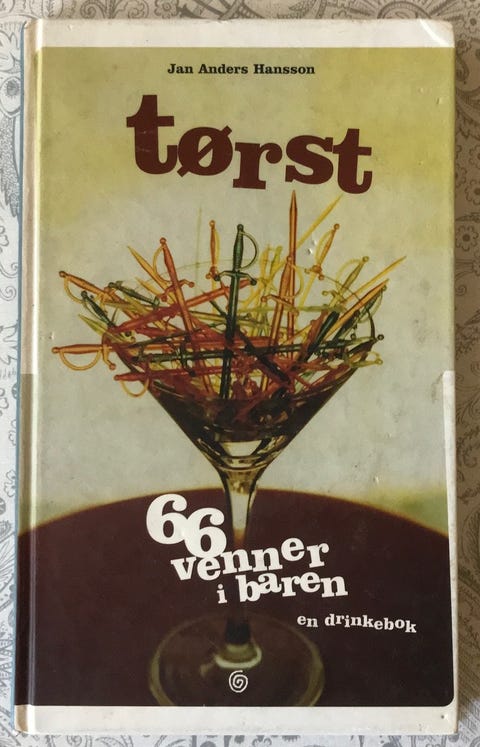 Jan Anders Hansson
tørst
66
venner
i baren
en drinkebok